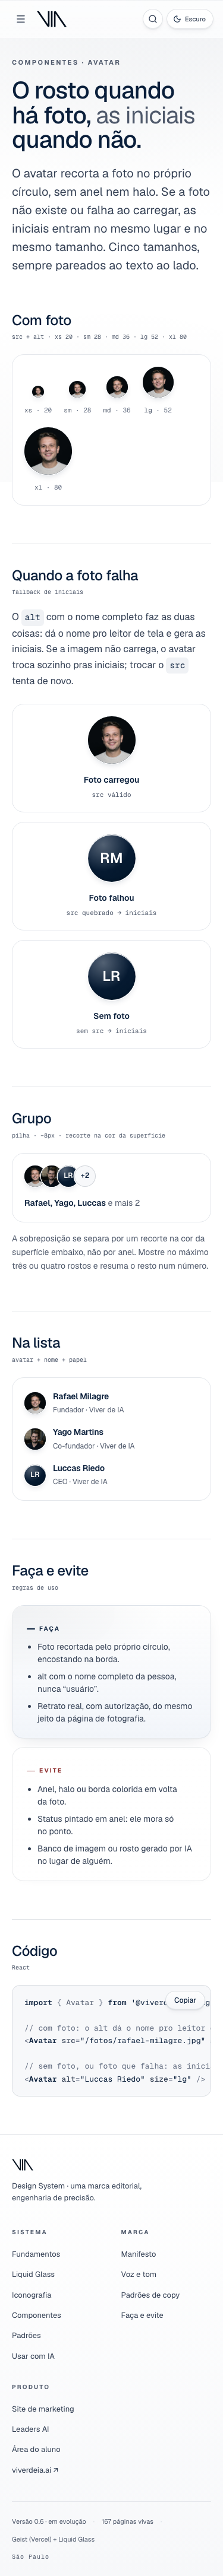 VIA
Escuro
COMPONENTES · AVATAR
O rosto quando
há foto, as iniciais
quando não.
O avatar recorta a foto no próprio
círculo, sem anel nem halo. Se a foto
não existe ou falha ao carregar, as
iniciais entram no mesmo lugar e no
mesmo tamanho. Cinco tamanhos,
sempre pareados ao texto ao lado.
Com foto
src + alt · xs 20 · sm 28 · md 36 · lg 52 · xl 80
xs · 20
sm · 28
md · 36
lg · 52
xl · 80
Quando a foto falha
fallback de iniciais
O alt com o nome completo faz as duas
coisas: dá o nome pro leitor de tela e gera as
iniciais. Se a imagem não carrega, o avatar
troca sozinho pras iniciais; trocar o src
tenta de novo.
Foto carregou
src válido
RM
Foto falhou
src quebrado → iniciais
LR
Sem foto
sem src → iniciais
Grupo
pilha · -8px · recorte na cor da superfície
LR
+2
Rafael, Yago, Luccas e mais 2
A sobreposição se separa por um recorte na cor da
superfície embaixo, não por anel. Mostre no máximo
três ou quatro rostos e resuma o resto num número.
Na lista
avatar + nome + papel
Rafael Milagre
Fundador · Viver de IA
Yago Martins
Co-fundador · Viver de IA
LR
Luccas Riedo
CEO · Viver de IA
Faça e evite
regras de uso
FAÇA
Foto recortada pelo próprio círculo,
encostando na borda.
alt com o nome completo da pessoa,
nunca “usuário”.
Retrato real, com autorização, do mesmo
jeito da página de fotografia.
EVITE
Anel, halo ou borda colorida em volta
da foto.
Status pintado em anel: ele mora só
no ponto.
Banco de imagem ou rosto gerado por IA
no lugar de alguém.
Código
React
Copiar
import { Avatar } from '@viverd
// com foto: o alt dá o nome pro leitor
<Avatar src="/fotos/rafael-milagre.jpg"
// sem foto, ou foto que falha: as inici
<Avatar alt="Luccas Riedo" size="lg" />
VIA
Design System · uma marca editorial,
engenharia de precisão.
SISTEMA
Fundamentos
Liquid Glass
Iconografia
Componentes
Padrões
Usar com IA
MARCA
Manifesto
Voz e tom
Padrões de copy
Faça e evite
PRODUTO
Site de marketing
Leaders AI
Área do aluno
viverdeia.ai ↗
Versão 0.6 · em evolução
167 páginas vivas
Geist (Vercel) + Liquid Glass
São Paulo